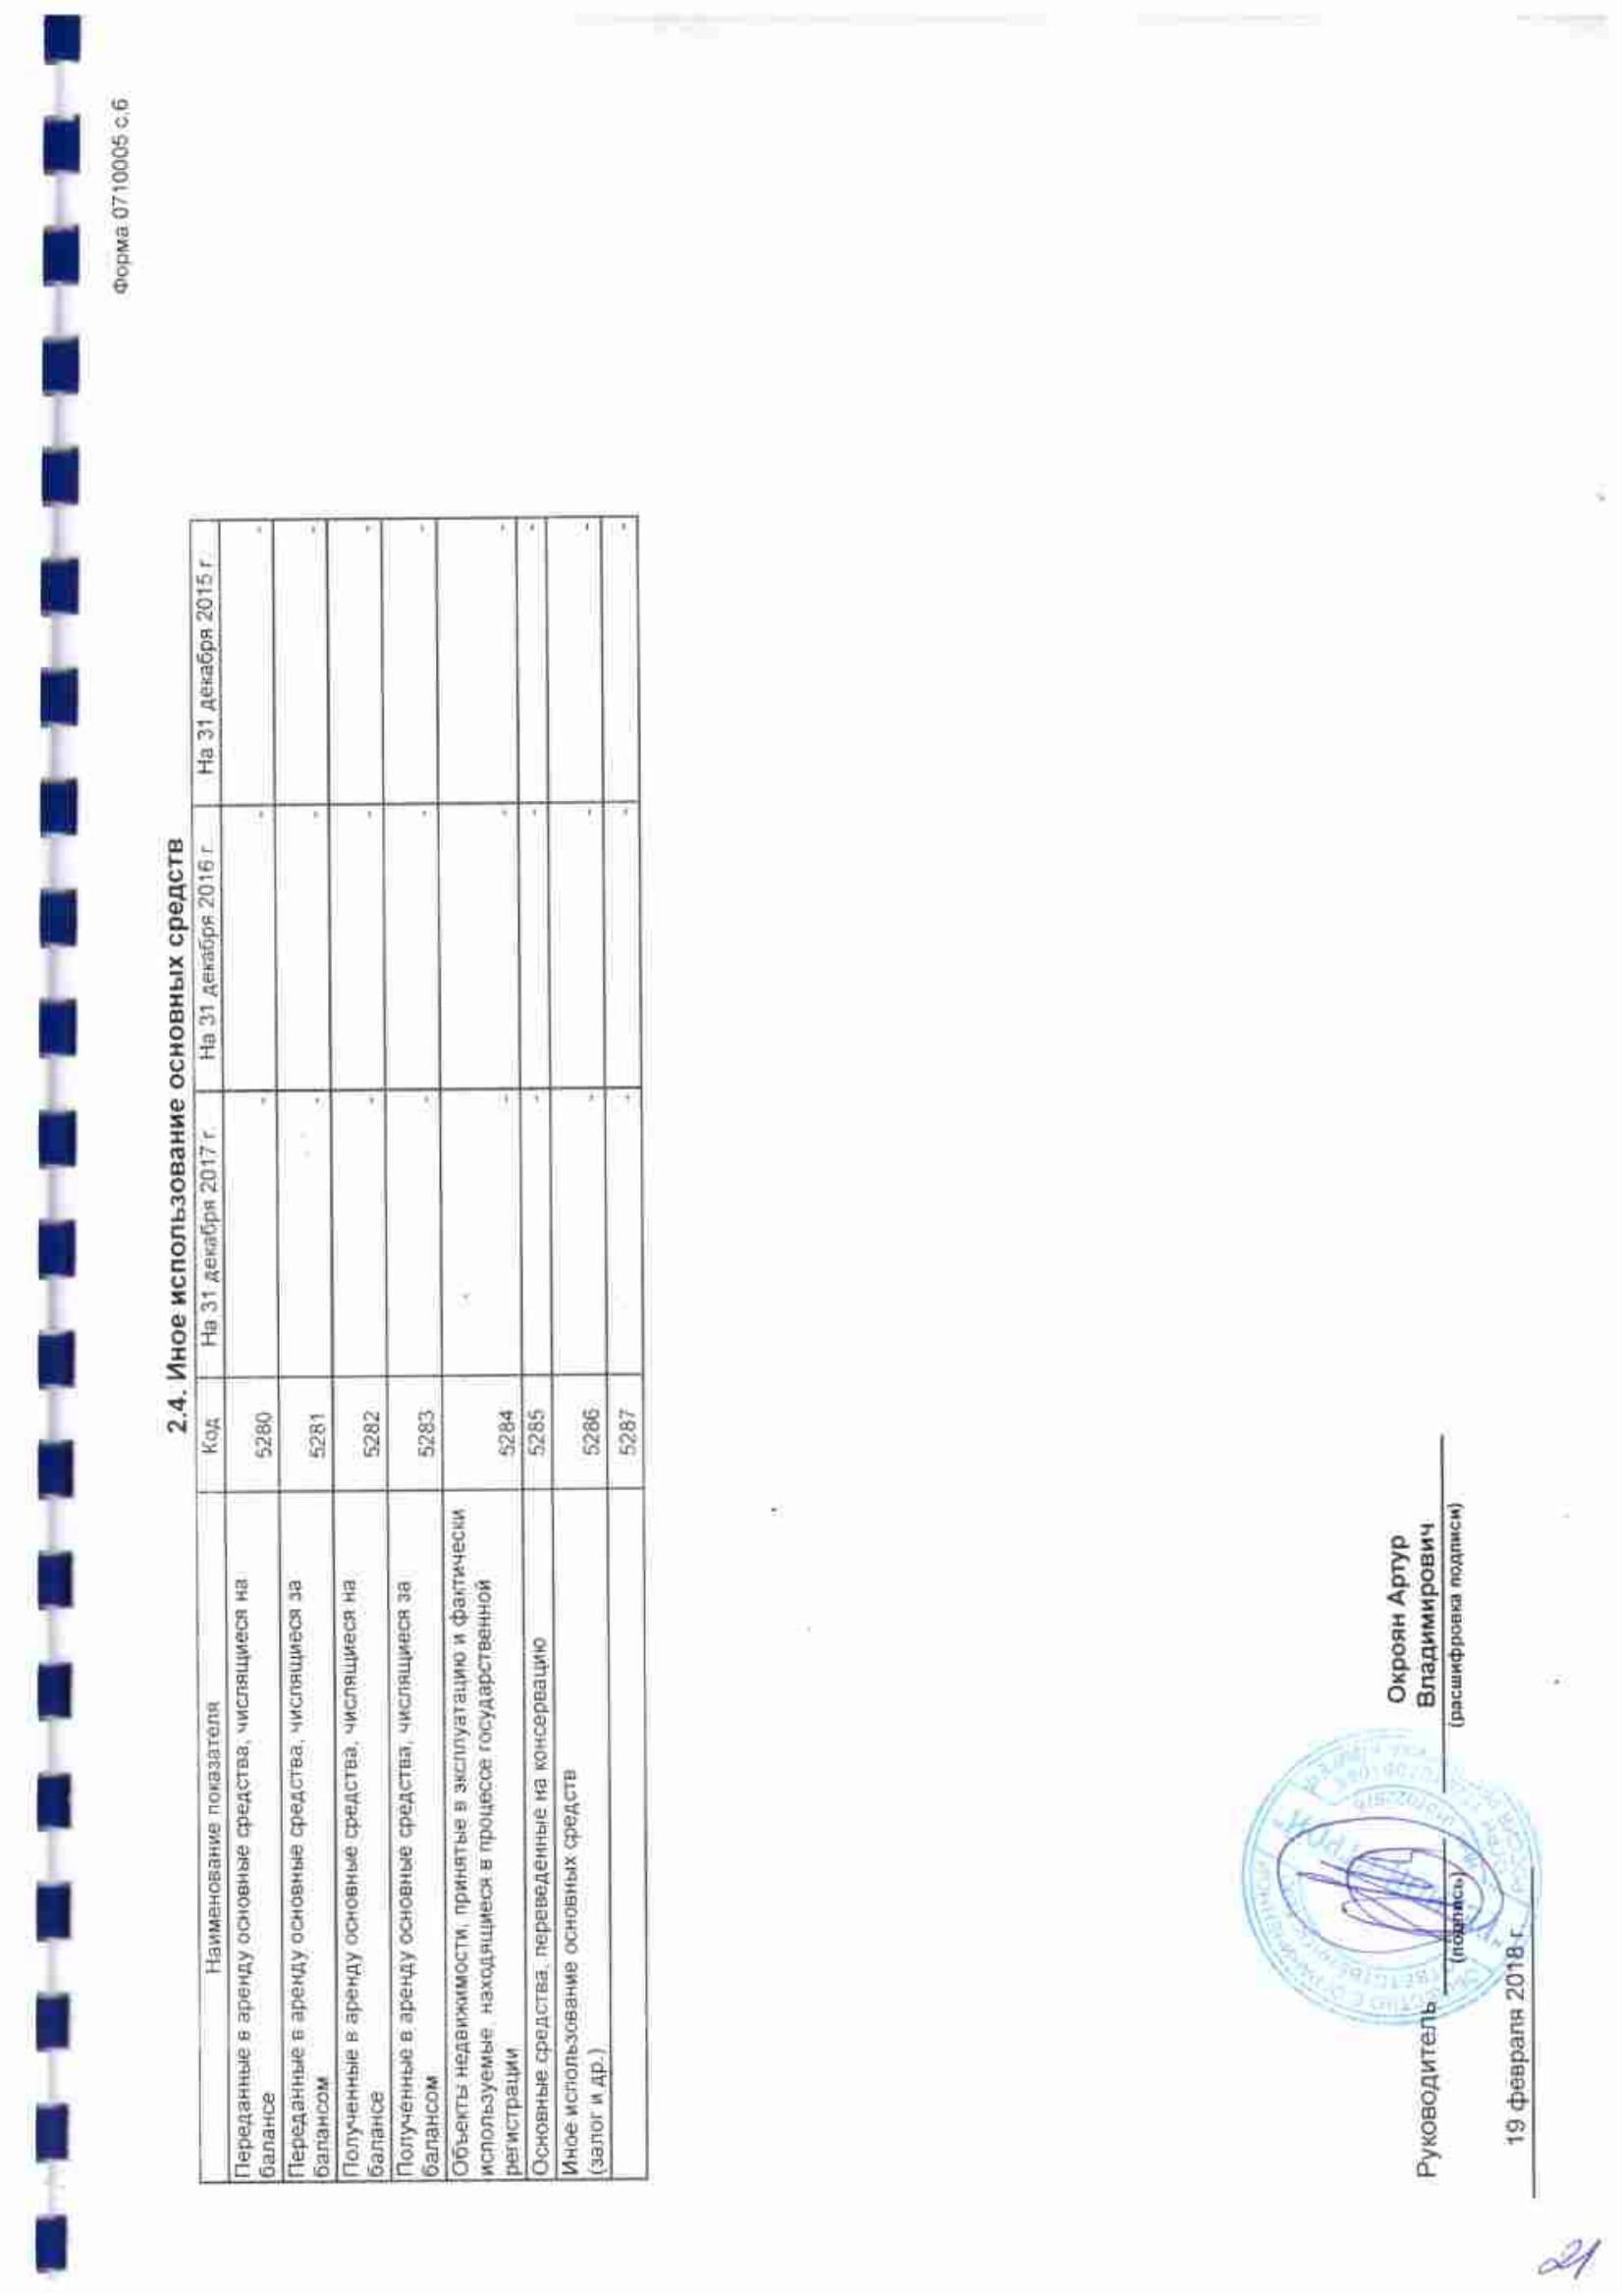 Форма 0710005 с.6
2.4. Иное использование основных средств
Наименование показателя Код На 31 декабря 2017 г. На 31 декабря 2016 г. На 31 декабря 2015 г.
Переданные в аренду основные средства, числящиеся на
балансе 5280 - - -
Переданные в аренду основные средства, числящиеся за
балансом 5281 - - -
Полученные в аренду основные средства, числящиеся на
балансе 5282 - - -
Полученные в аренду основные средства, числящиеся за
балансом 5283 - - -
Объекты недвижимости, принятые в эксплуатацию и фактически
используемые, находящиеся в процессе государственной
регистрации 5284 - - -
Основные средства, переведенные на консервацию 5285 - - -
Иное использование основных средств
(залог и др.) 5286 - - -
5287 - - -
Окроян Артур
Руководитель Владимирович
(подпись) (расшифровка подписи)
19 февраля 2018 г.
21